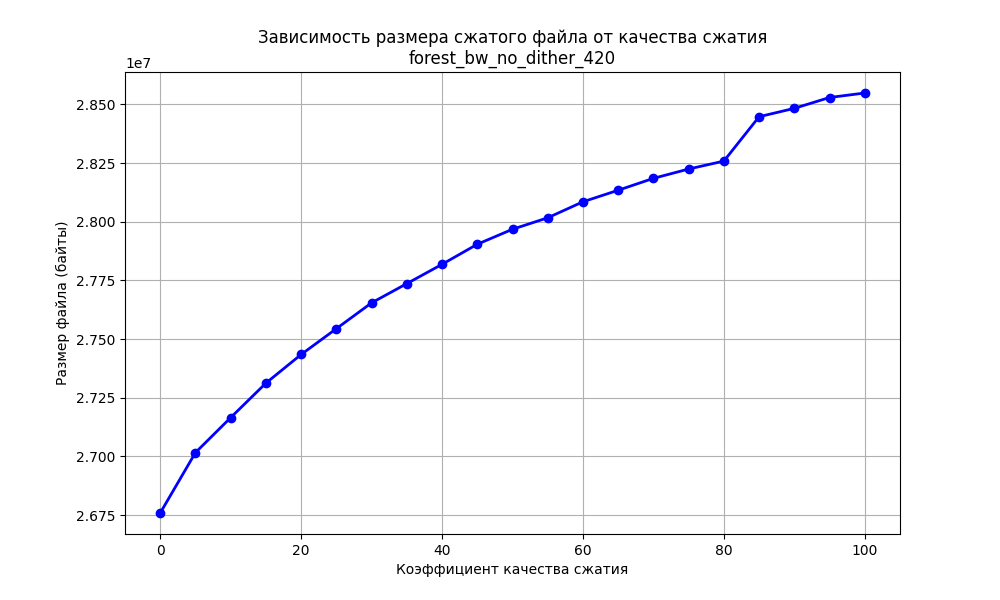 Зависимость размера сжатого файла от качества сжатия
forest_bw_no_dither_420
1e7
2.850
2.825
2.800
2.775
2.750
2.725
2.700
2.675
Размер файла (байты)
0 20 40 60 80 100
Коэффициент качества сжатия